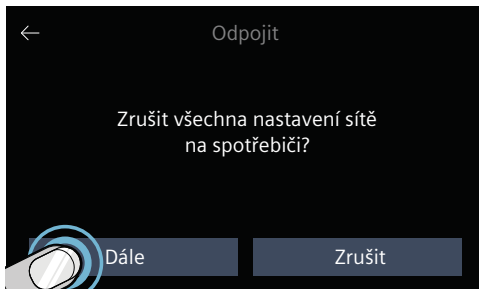 Odpojit
Zrušit všechna nastavení sítě
na spotřebiči?
Dále
Zrušit